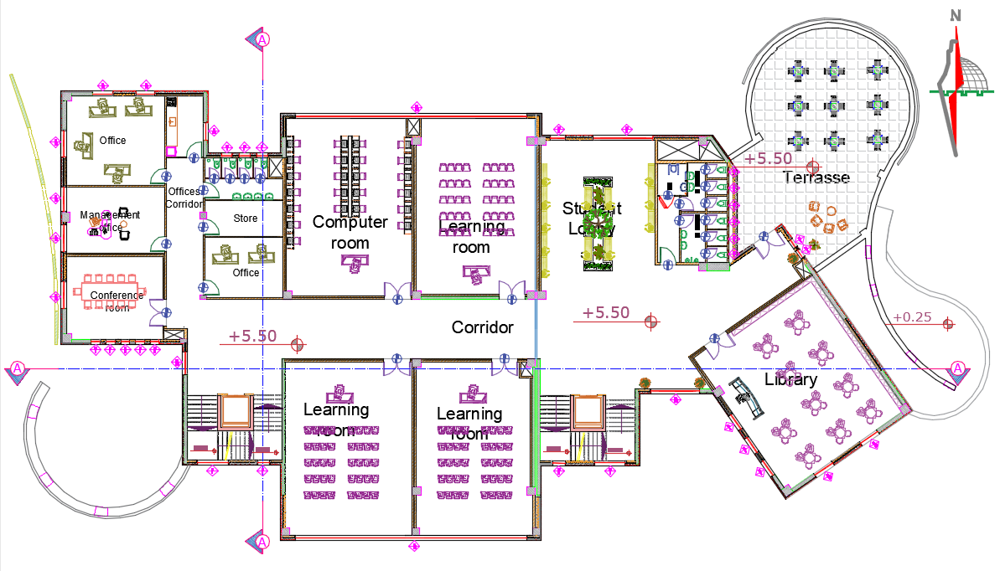 N
A
Office
+5.50
Terrasse
Offices
Corridor
Management
office
Store
Computer
room
Learning
room
Student
Lobby
Office
Conference
room
+5.50
+5.50
Corridor
+0.25
A
A
Learning
room
Learning
room
Library
A